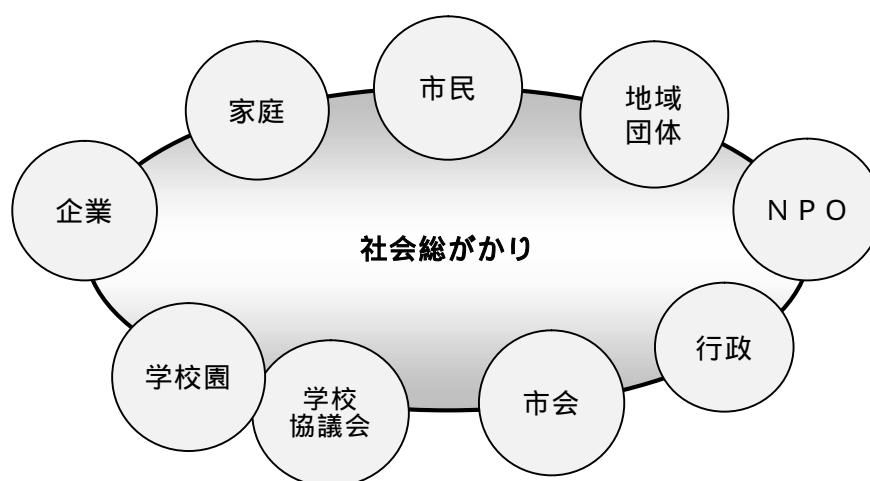 市民
家庭
地域
団体
企業
ＮＰＯ
社会総がかり
行政
学校園
学校
協議会
市会